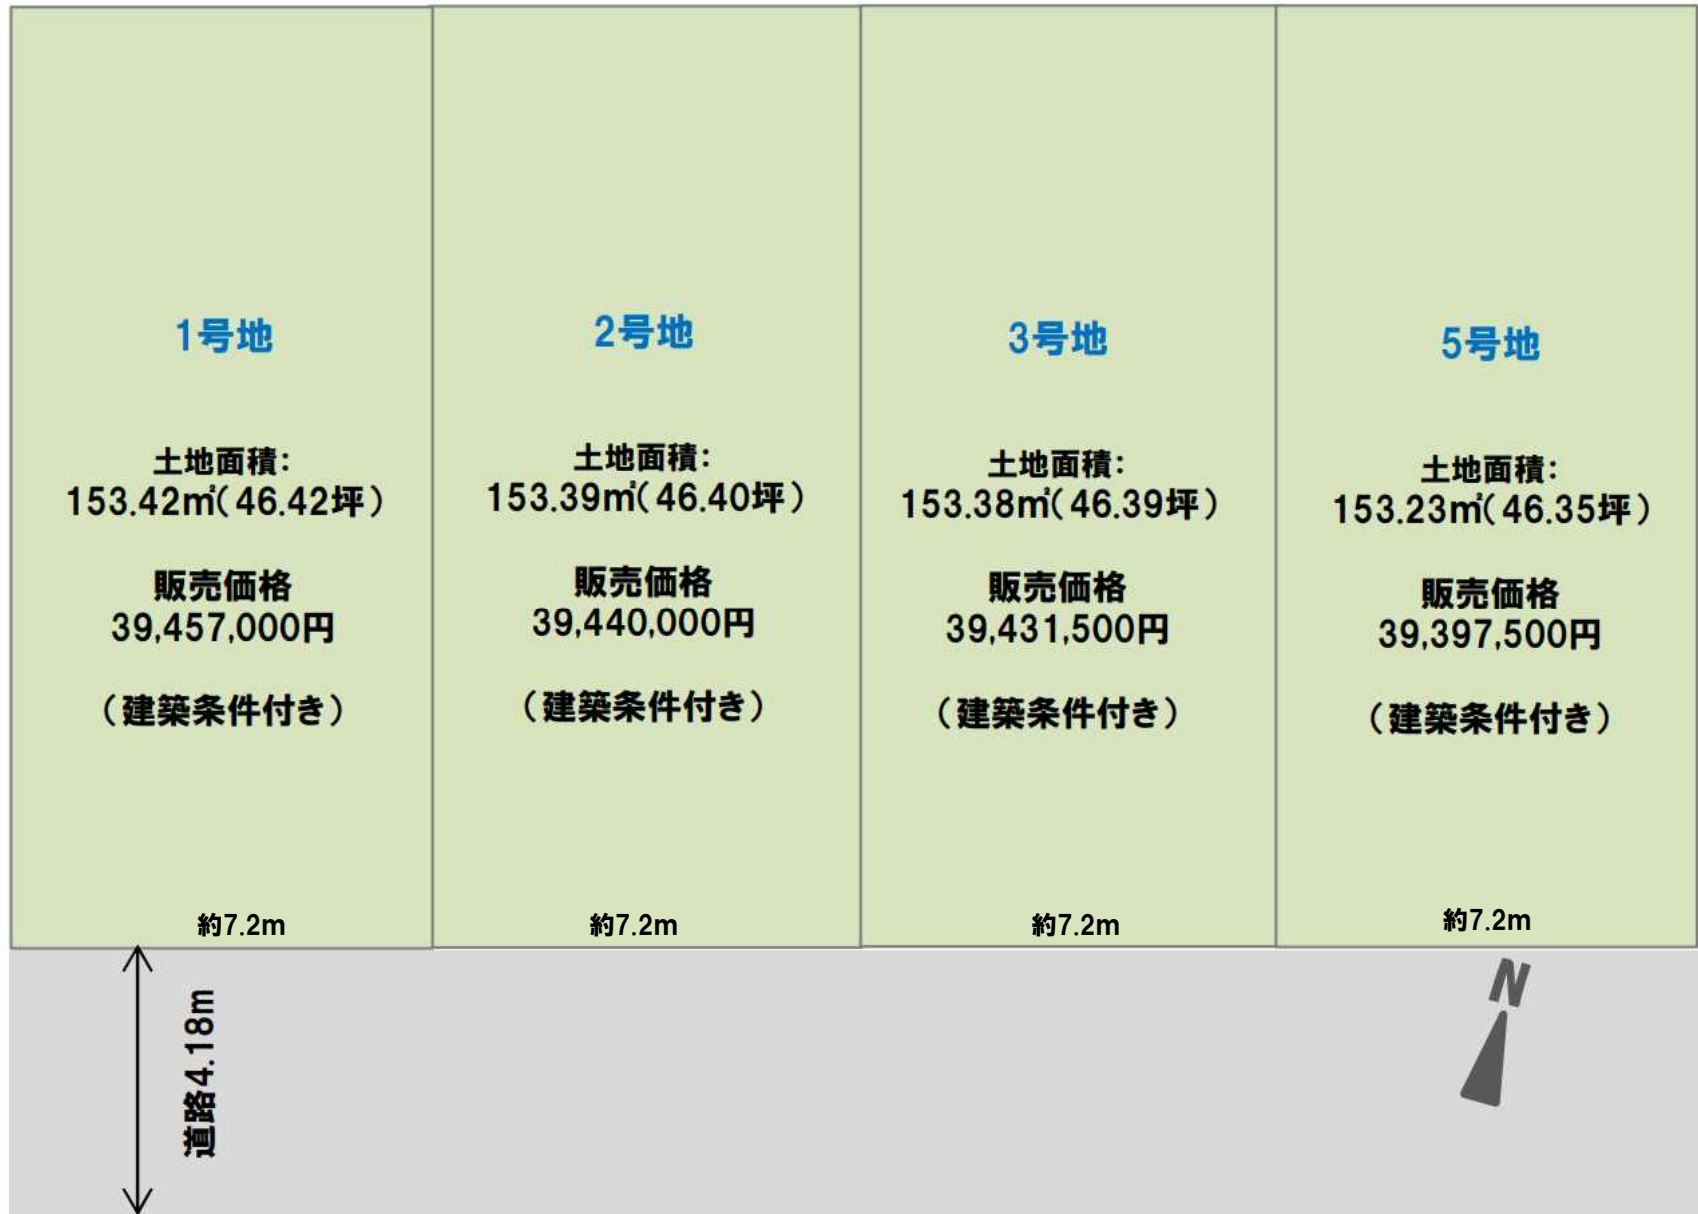 1号地
土地面積:
153.42㎡(46.42坪)
販売価格
39,457,000円
(建築条件付き)
約7.2m
2号地
土地面積:
153.39㎡(46.40坪)
販売価格
39,440,000円
(建築条件付き)
約7.2m
3号地
土地面積:
153.38㎡(46.39坪)
販売価格
39,431,500円
(建築条件付き)
約7.2m
5号地
土地面積:
153.23㎡(46.35坪)
販売価格
39,397,500円
(建築条件付き)
約7.2m
道路4.18m
N